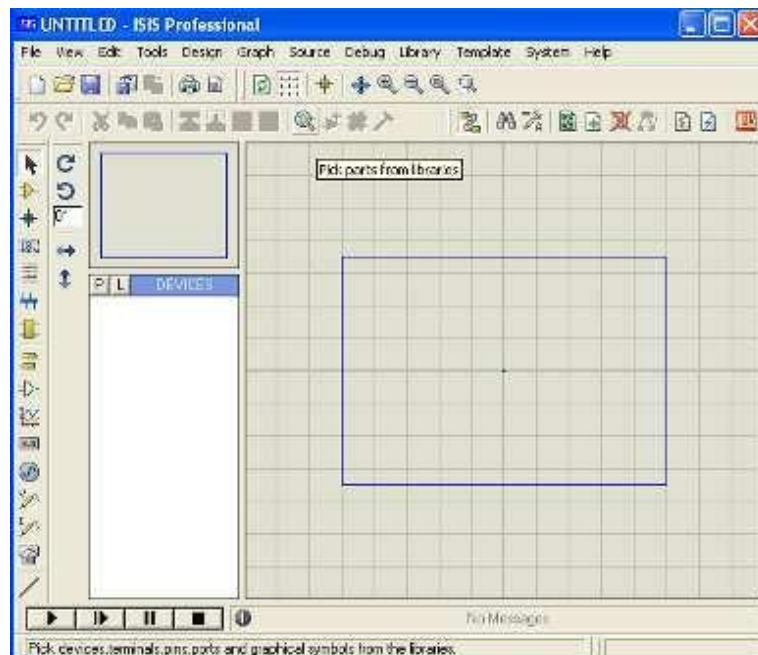 UNTITLED - ISIS Professional
File View Edit Tools Design Graph Source Debug Library Template System Help
Pick parts from libraries
0°
P L DEVICES
No Messages
Pick devices,terminals,pins,ports and graphical symbols from the libraries.